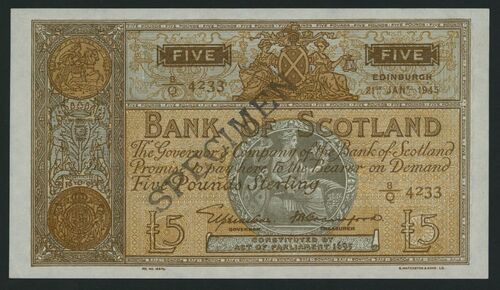 FIVE
FIVE
8/Q 4233
EDINBURGH
21ST JANY 1945
SPECIMEN
BANK OF SCOTLAND
The Governor & Company of the Bank of Scotland
Promise to pay here to the Bearer on Demand
Five Pounds Sterling
8/Q 4233
GOVERNOR
TREASURER
£5
CONSTITUTED BY
ACT OF PARLIAMENT 1695
£5